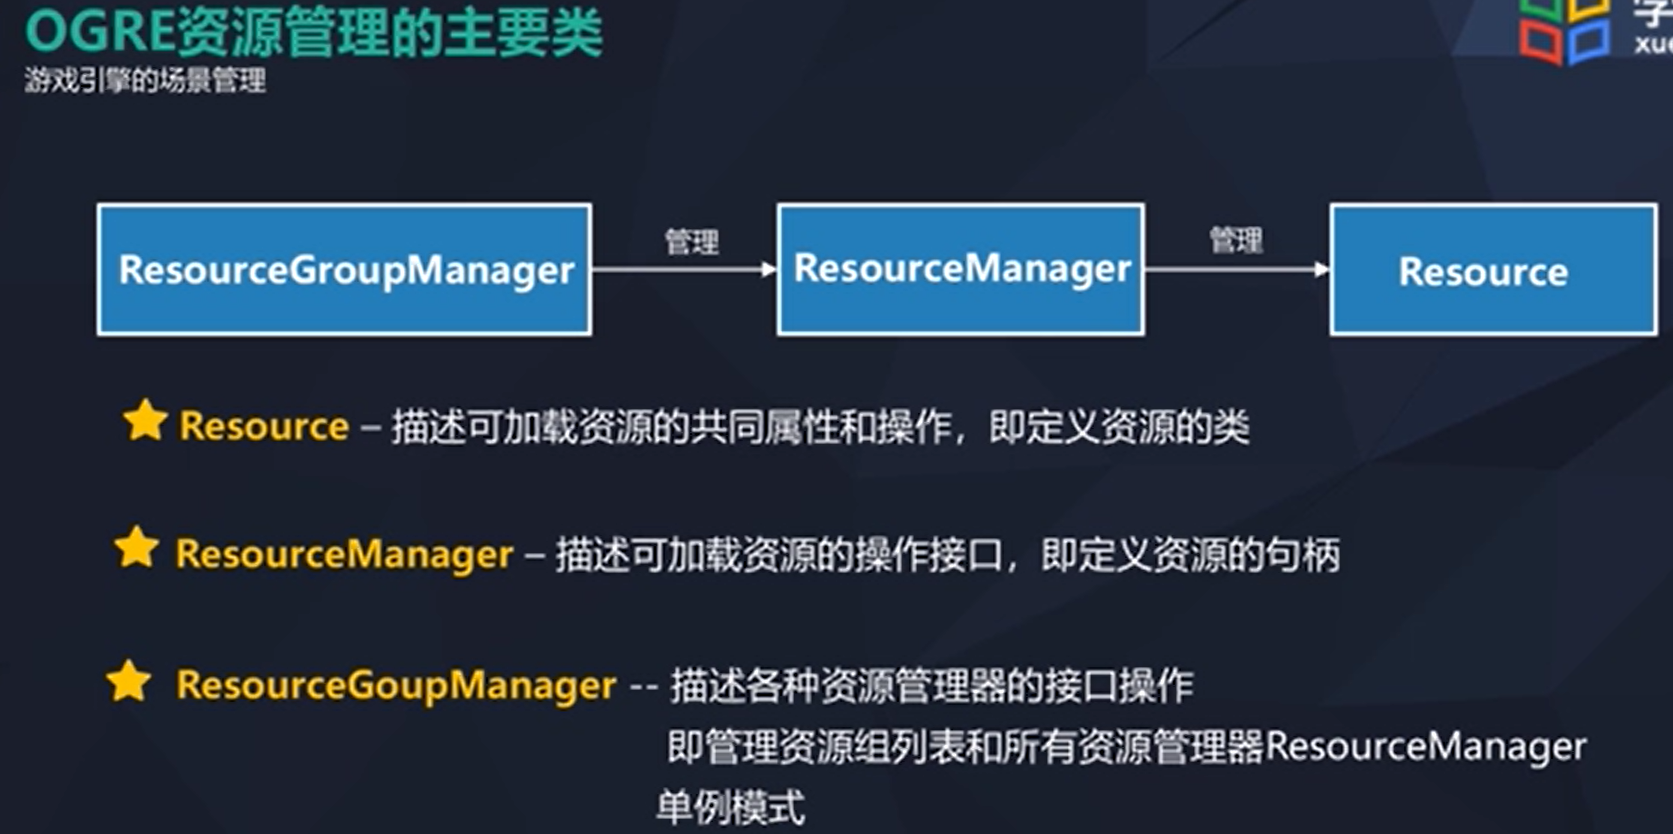 OGRE资源管理的主要类
游戏引擎的场景管理
学
xue
ResourceGroupManager
管理
ResourceManager
管理
Resource
Resource – 描述可加载资源的共同属性和操作，即定义资源的类
ResourceManager – 描述可加载资源的操作接口，即定义资源的句柄
ResourceGoupManager -- 描述各种资源管理器的接口操作
即管理资源组列表和所有资源管理器ResourceManager
单例模式